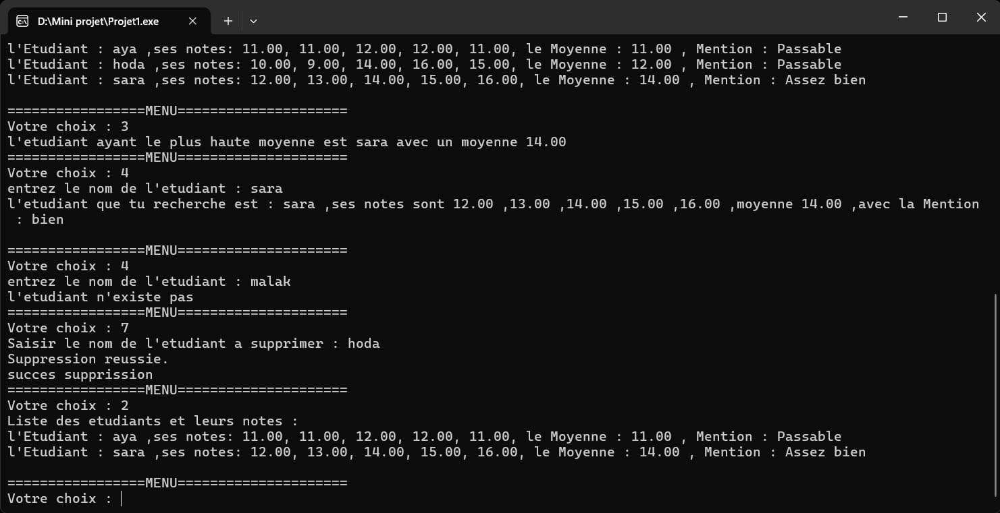 D:\Mini projet\Projet1.exe
l'Etudiant : aya ,ses notes: 11.00, 11.00, 12.00, 12.00, 11.00, le Moyenne : 11.00 , Mention : Passable
l'Etudiant : hoda ,ses notes: 10.00, 9.00, 14.00, 16.00, 15.00, le Moyenne : 12.00 , Mention : Passable
l'Etudiant : sara ,ses notes: 12.00, 13.00, 14.00, 15.00, 16.00, le Moyenne : 14.00 , Mention : Assez bien
=================MENU=====================
Votre choix : 3
l'etudiant ayant le plus haute moyenne est sara avec un moyenne 14.00
=================MENU=====================
Votre choix : 4
entrez le nom de l'etudiant : sara
l'etudiant que tu recherche est : sara ,ses notes sont 12.00 ,13.00 ,14.00 ,15.00 ,16.00 ,moyenne 14.00 ,avec la Mention
 : bien
=================MENU=====================
Votre choix : 4
entrez le nom de l'etudiant : malak
l'etudiant n'existe pas
=================MENU=====================
Votre choix : 7
Saisir le nom de l'etudiant a supprimer : hoda
Suppression reussie.
succes supprission
=================MENU=====================
Votre choix : 2
Liste des etudiants et leurs notes :
l'Etudiant : aya ,ses notes: 11.00, 11.00, 12.00, 12.00, 11.00, le Moyenne : 11.00 , Mention : Passable
l'Etudiant : sara ,ses notes: 12.00, 13.00, 14.00, 15.00, 16.00, le Moyenne : 14.00 , Mention : Assez bien
=================MENU=====================
Votre choix :